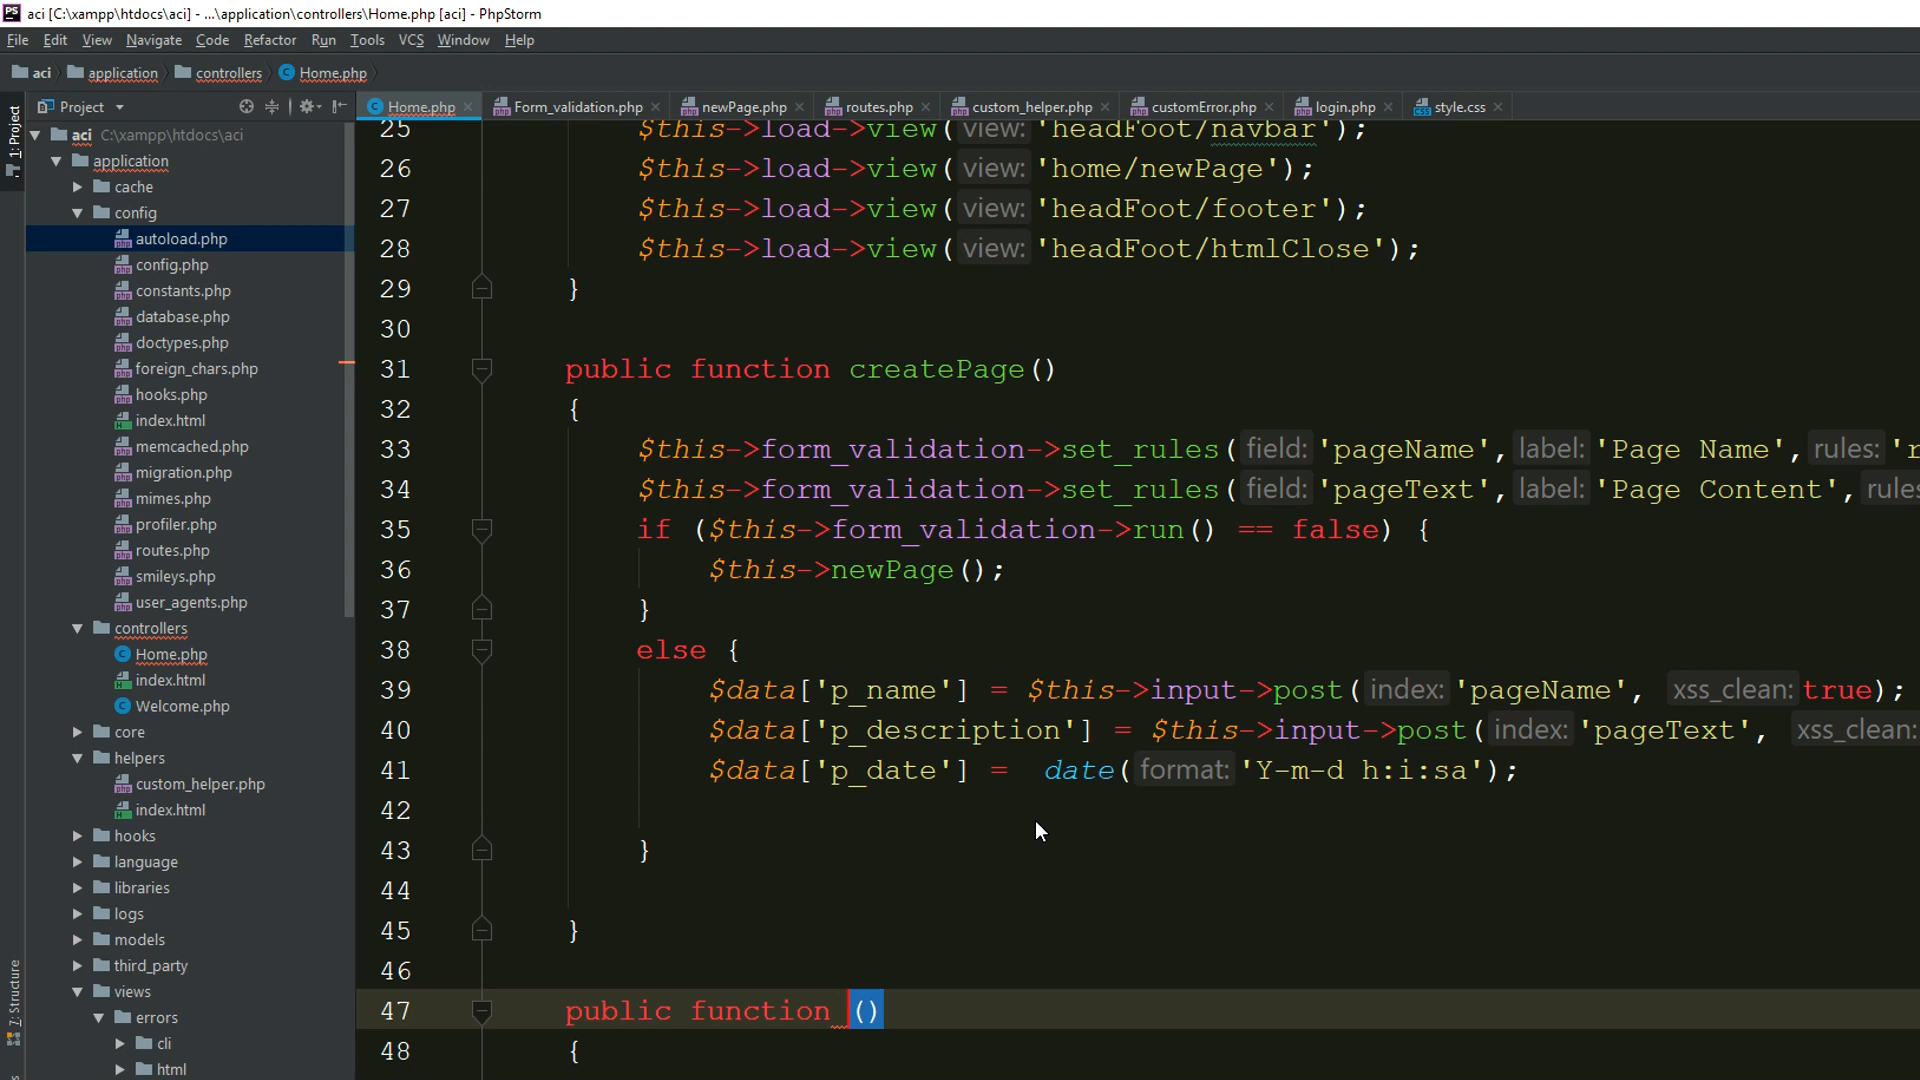 PS aci [C:\xampp\htdocs\aci] - ...\application\controllers\Home.php [aci] - PhpStorm
File Edit View Navigate Code Refactor Run Tools VCS Window Help
aci application controllers C Home.php
1: Project
Project
C Home.php Form_validation.php newPage.php routes.php custom_helper.php customError.php login.php style.css
aci C:\xampp\htdocs\aci
application
cache
config
autoload.php
config.php
constants.php
database.php
doctypes.php
foreign_chars.php
hooks.php
index.html
memcached.php
migration.php
mimes.php
profiler.php
routes.php
smileys.php
user_agents.php
controllers
C Home.php
index.html
C Welcome.php
core
helpers
custom_helper.php
index.html
hooks
language
libraries
logs
models
third_party
views
errors
cli
html
7: Structure
25 $this->load->view( view: 'headFoot/navbar');
26 $this->load->view( view: 'home/newPage');
27 $this->load->view( view: 'headFoot/footer');
28 $this->load->view( view: 'headFoot/htmlClose');
29 }
30
31 public function createPage()
32 {
33 $this->form_validation->set_rules( field: 'pageName', label: 'Page Name', rules: 'r
34 $this->form_validation->set_rules( field: 'pageText', label: 'Page Content', rules
35 if ($this->form_validation->run() == false) {
36 $this->newPage();
37 }
38 else {
39 $data['p_name'] = $this->input->post( index: 'pageName', xss_clean: true);
40 $data['p_description'] = $this->input->post( index: 'pageText', xss_clean:
41 $data['p_date'] = date( format: 'Y-m-d h:i:sa');
42
43 }
44
45 }
46
47 public function ()
48 {